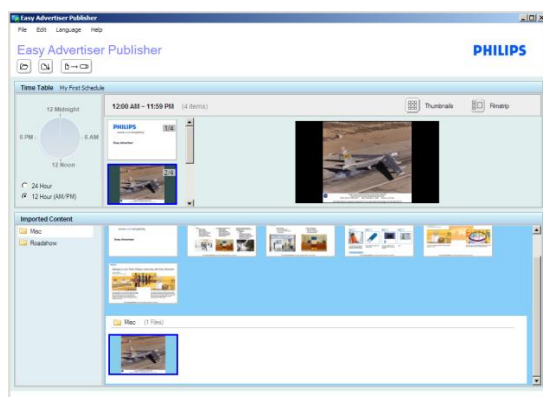 Easy Advertiser Publisher
File Edit Language Help
Easy Advertiser Publisher
PHILIPS
Time Table My First Schedule
12 Midnight
6 PM
6 AM
12 Noon
24 Hour
12 Hour (AM/PM)
12:00 AM ~ 11:59 PM (4 items)
Thumbnails
Filmstrip
PHILIPS
1/4
Easy Advertiser
2/4
Imported Content
Misc
Roadshow
Easy Advertiser
Misc (1 Files)